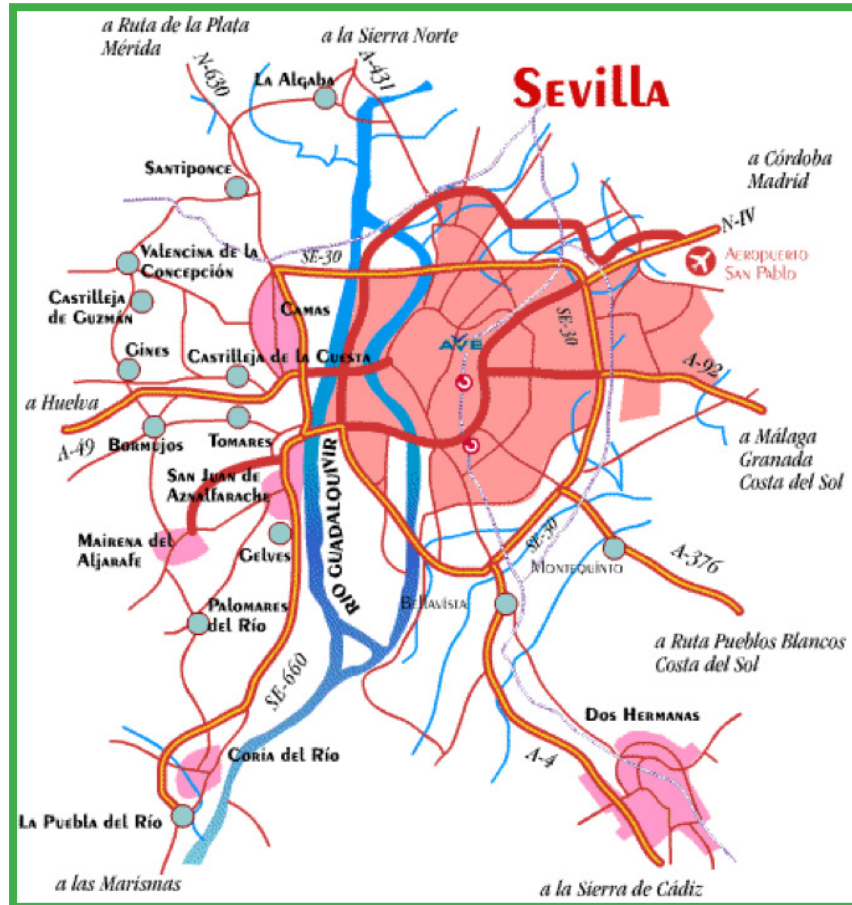 a Ruta de la Plata
Mérida
a la Sierra Norte
N-630
A-431
La Algaba
Sevilla
Santiponce
a Córdoba
Madrid
N-IV
SE-30
Valencina de la
Concepción
Aeropuerto
San Pablo
Castilleja
de Guzmán
Camas
SE-30
AVE
Gines
Castilleja de la Cuesta
A-92
a Huelva
A-49
Bormujos
Tomares
a Málaga
Granada
Costa del Sol
San Juan de
Aznalfarache
RIO GUADALQUIVIR
Mairena del
Aljarafe
Gelves
SE-30
Montequinto
A-376
Bellavista
Palomares
del Río
a Ruta Pueblos Blancos
Costa del Sol
SE-660
Dos Hermanas
Coria del Río
A-4
La Puebla del Río
a las Marismas
a la Sierra de Cádiz